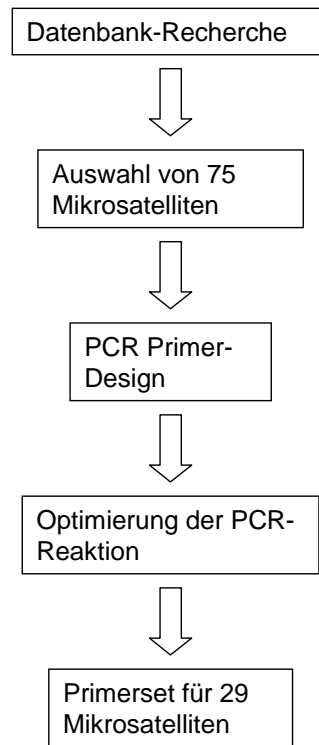 Datenbank-Recherche
Auswahl von 75
Mikrosatelliten
PCR Primer-
Design
Optimierung der PCR-
Reaktion
Primerset für 29
Mikrosatelliten